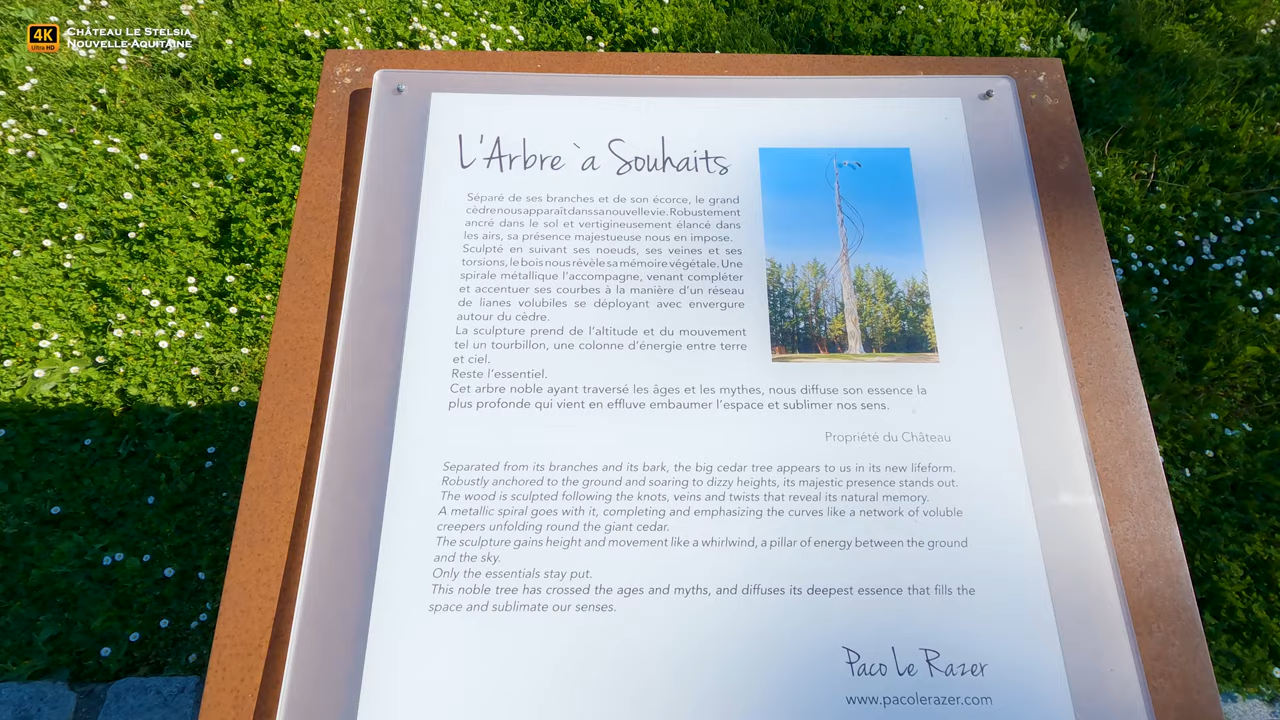 4K
Ultra HD
Château Le Stelsia
Nouvelle-Aquitaine
L'Arbre à Souhaits
Séparé de ses branches et de son écorce, le grand
cèdre nous apparaît dans sa nouvelle vie. Robustement
ancré dans le sol et vertigineusement élancé dans
les airs, sa présence majestueuse nous en impose.
Sculpté en suivant ses noeuds, ses veines et ses
torsions, le bois nous révèle sa mémoire végétale. Une
spirale métallique l'accompagne, venant compléter
et accentuer ses courbes à la manière d'un réseau
de lianes volubiles se déployant avec envergure
autour du cèdre.
La sculpture prend de l'altitude et du mouvement
tel un tourbillon, une colonne d'énergie entre terre
et ciel.
Reste l'essentiel.
Cet arbre noble ayant traversé les âges et les mythes, nous diffuse son essence la
plus profonde qui vient en effluve embaumer l'espace et sublimer nos sens.
Propriété du Château
Separated from its branches and its bark, the big cedar tree appears to us in its new lifeform.
Robustly anchored to the ground and soaring to dizzy heights, its majestic presence stands out.
The wood is sculpted following the knots, veins and twists that reveal its natural memory.
A metallic spiral goes with it, completing and emphasizing the curves like a network of voluble
creepers unfolding round the giant cedar.
The sculpture gains height and movement like a whirlwind, a pillar of energy between the ground
and the sky.
Only the essentials stay put.
This noble tree has crossed the ages and myths, and diffuses its deepest essence that fills the
space and sublimate our senses.
Paco Le Razer
www.pacolerazer.com